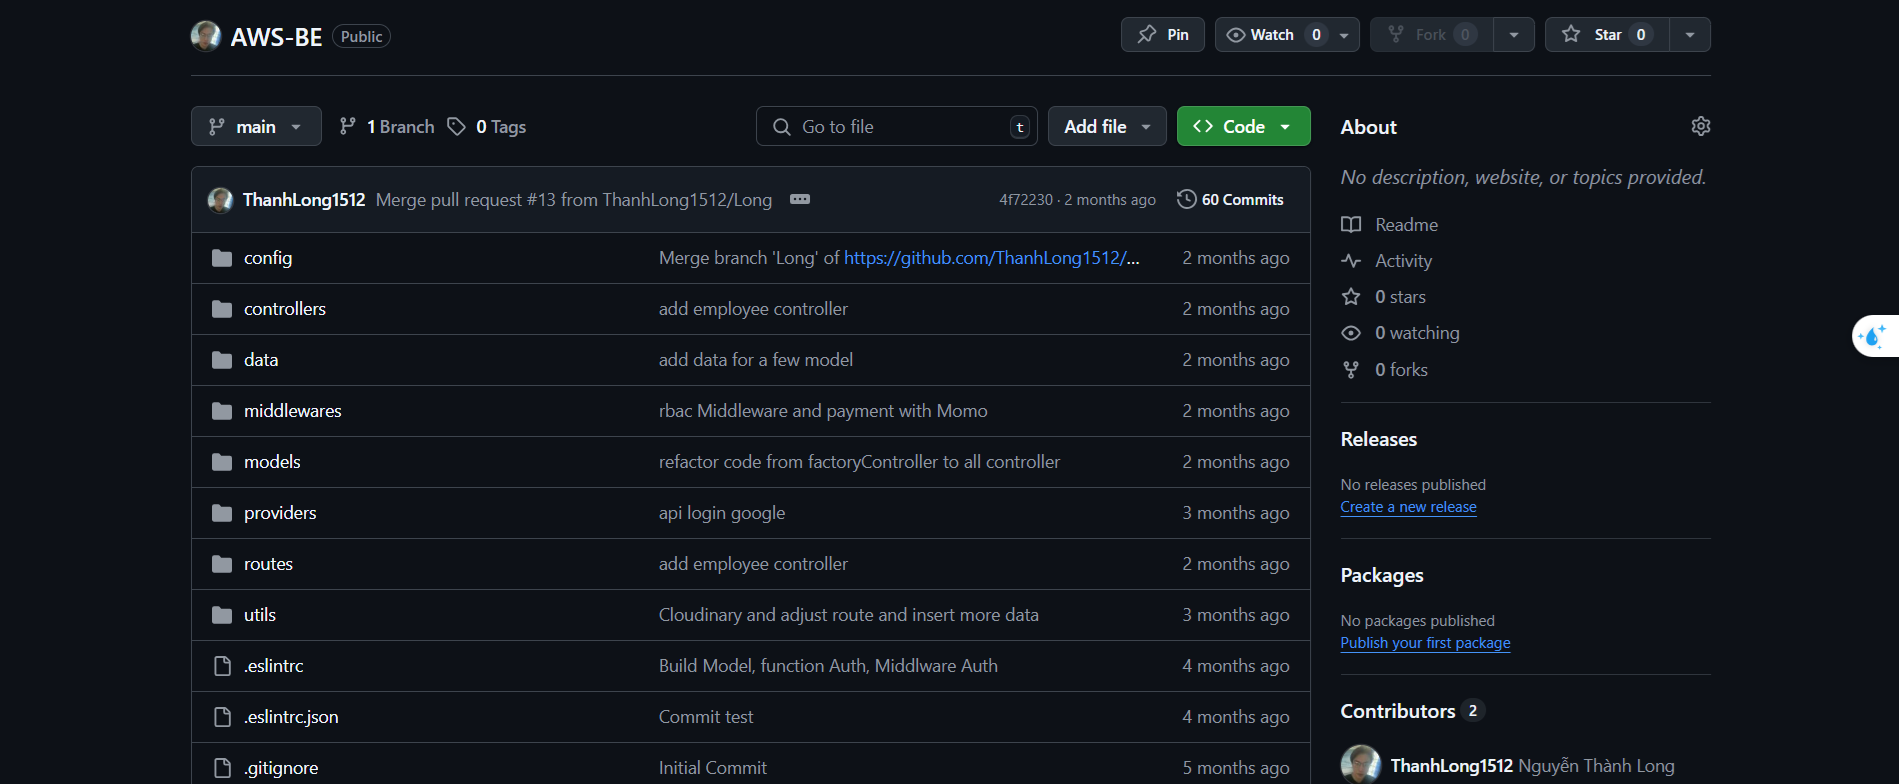 AWS-BE Public
Pin Watch 0 Fork 0 Star 0
main 1 Branch 0 Tags Go to file t Add file Code
ThanhLong1512 Merge pull request #13 from ThanhLong1512/Long 4f72230 · 2 months ago 60 Commits
config Merge branch 'Long' of https://github.com/ThanhLong1512/... 2 months ago
controllers add employee controller 2 months ago
data add data for a few model 2 months ago
middlewares rbac Middleware and payment with Momo 2 months ago
models refactor code from factoryController to all controller 2 months ago
providers api login google 3 months ago
routes add employee controller 2 months ago
utils Cloudinary and adjust route and insert more data 3 months ago
.eslintrc Build Model, function Auth, Middlware Auth 4 months ago
.eslintrc.json Commit test 4 months ago
.gitignore Initial Commit 5 months ago
About
No description, website, or topics provided.
Readme
Activity
0 stars
0 watching
0 forks
Releases
No releases published
Create a new release
Packages
No packages published
Publish your first package
Contributors 2
ThanhLong1512 Nguyễn Thành Long